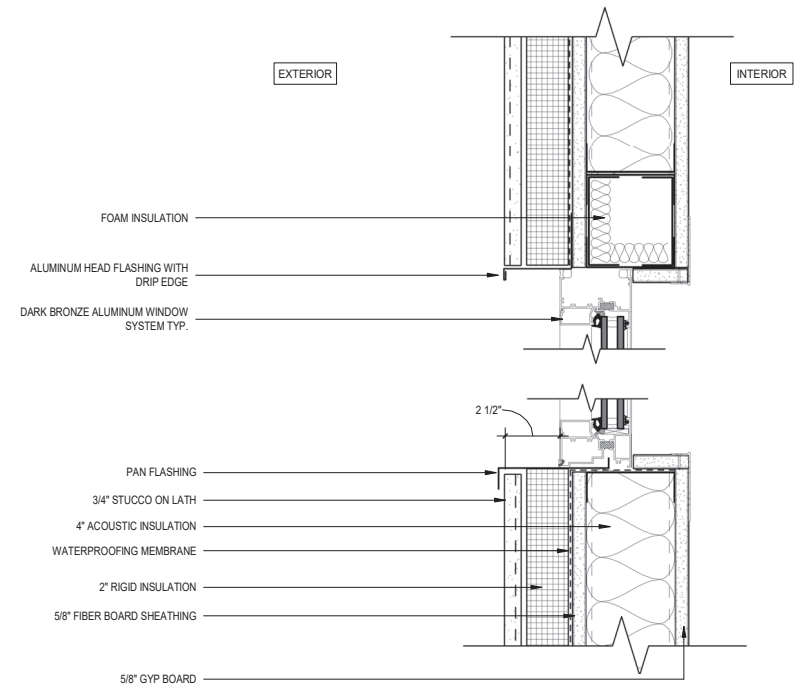 EXTERIOR
INTERIOR
FOAM INSULATION
ALUMINUM HEAD FLASHING WITH
DRIP EDGE
DARK BRONZE ALUMINUM WINDOW
SYSTEM TYP.
2 1/2"
PAN FLASHING
3/4" STUCCO ON LATH
4" ACOUSTIC INSULATION
WATERPROOFING MEMBRANE
2" RIGID INSULATION
5/8" FIBER BOARD SHEATHING
5/8" GYP BOARD